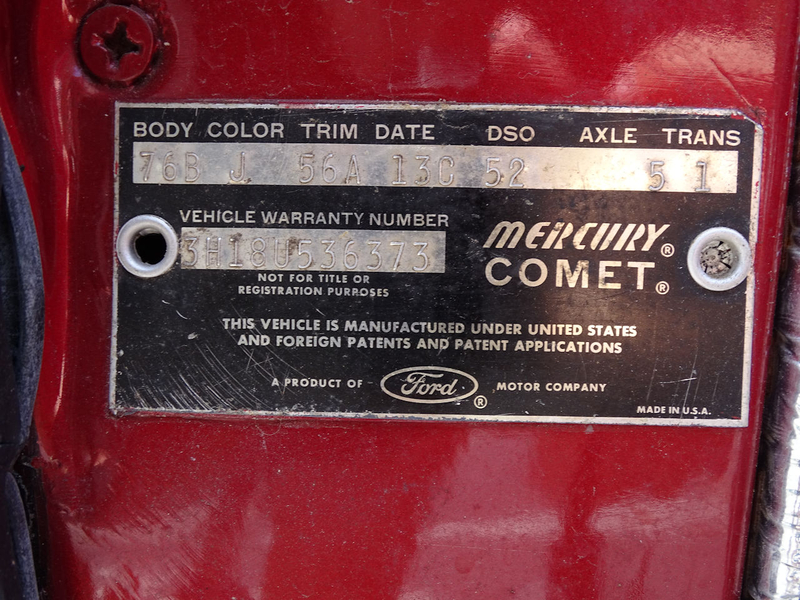 BODY COLOR TRIM DATE DSO AXLE TRANS
76B J 56A 13C 52 5 1
VEHICLE WARRANTY NUMBER
3H18U536373
NOT FOR TITLE OR
REGISTRATION PURPOSES
MERCURY®
COMET®
THIS VEHICLE IS MANUFACTURED UNDER UNITED STATES
AND FOREIGN PATENTS AND PATENT APPLICATIONS
A PRODUCT OF Ford® MOTOR COMPANY
MADE IN U.S.A.